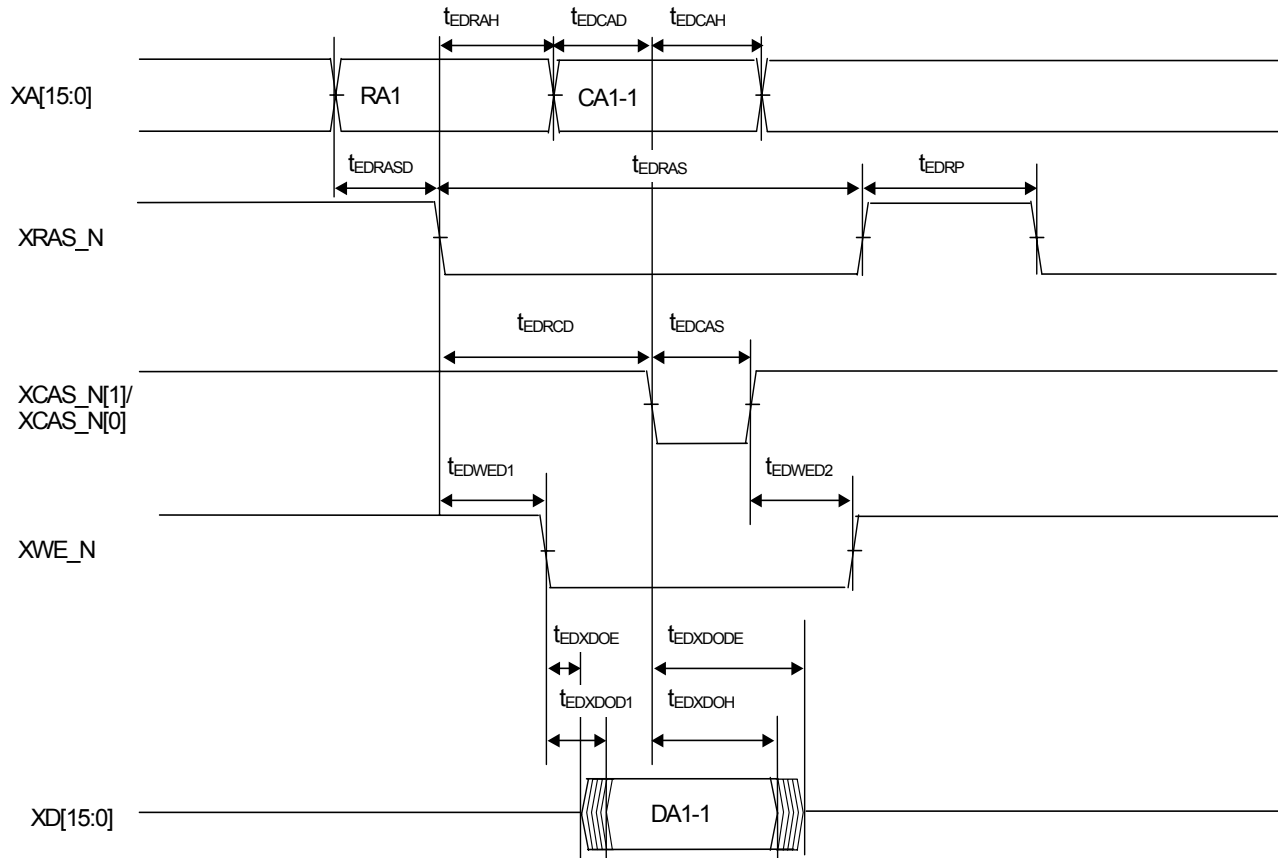 tEDRAH tEDCAD tEDCAH
XA[15:0] RA1 CA1-1
tEDRASD tEDRAS tEDRP
XRAS_N
tEDRCD tEDCAS
XCAS_N[1]/
XCAS_N[0]
tEDWED1 tEDWED2
XWE_N
tEDXDOE tEDXDODE
tEDXDOD1 tEDXDOH
XD[15:0] DA1-1